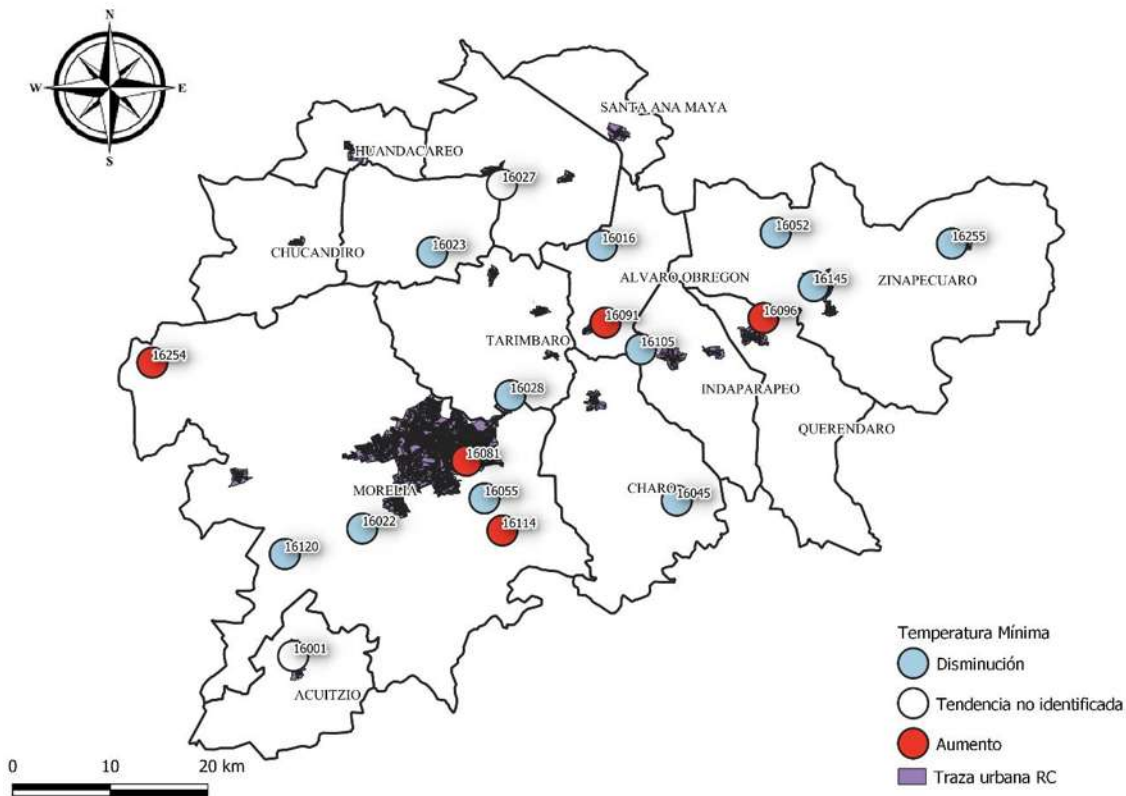 N
W
E
S
SANTA ANA MAYA
HUANDACAREO
16027
16052
16255
16023
16016
CHUCANDIRO
ALVARO OBREGON
16145
ZINAPECUARO
16091
16096
TARIMBARO
16105
16254
INDAPARAPEO
16028
QUERENDARO
16081
MORELIA
16055
CHARO
16045
16022
16114
16120
16001
ACUITZIO
Temperatura Mínima
Disminución
Tendencia no identificada
Aumento
Traza urbana RC
0 10 20 km